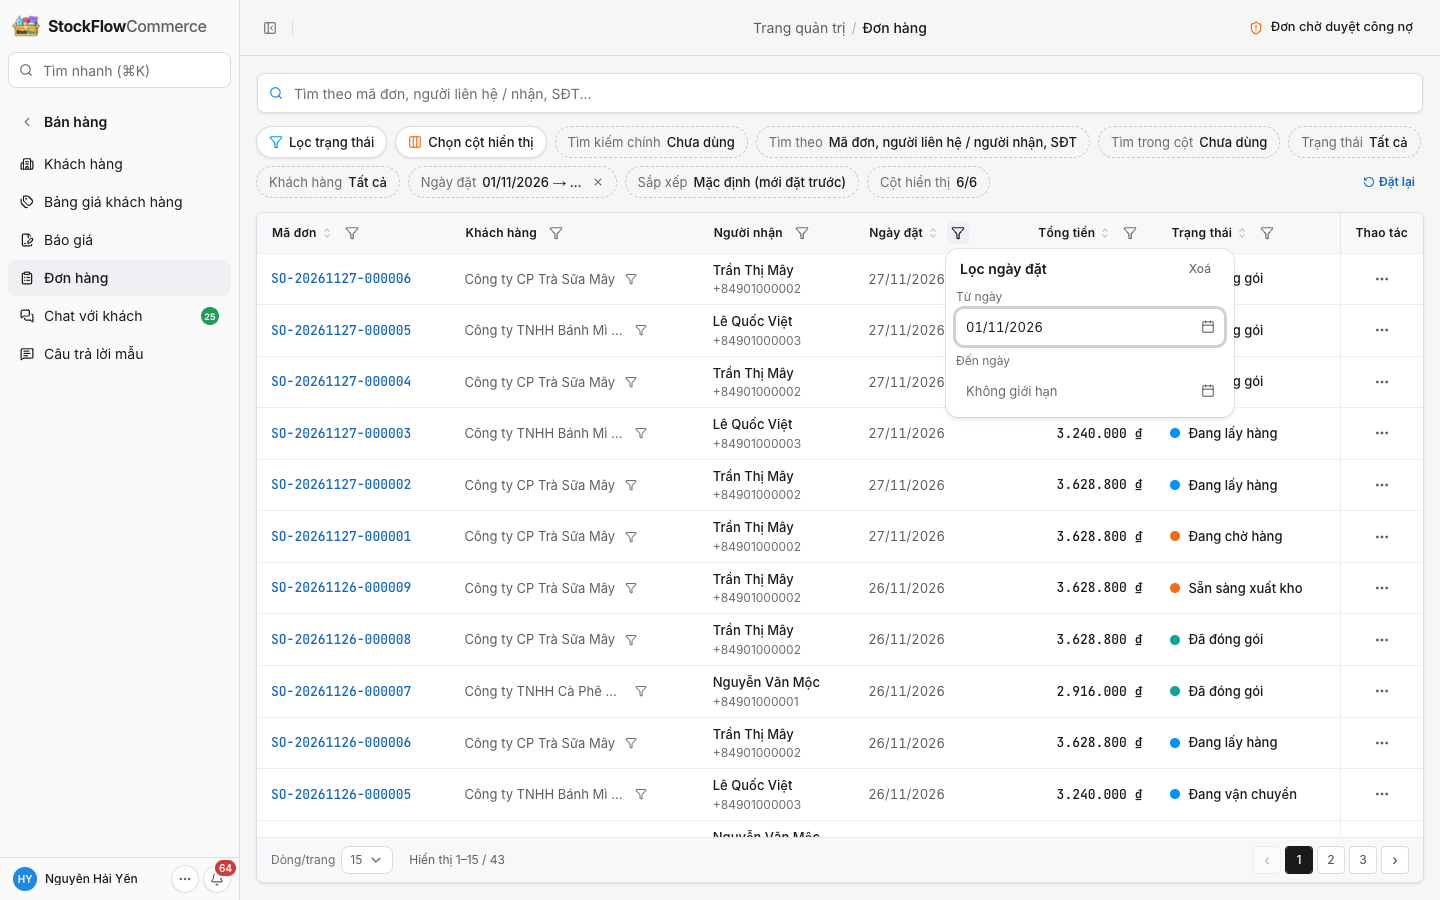 StockFlowCommerce
Tìm nhanh (⌘K)
Bán hàng
Khách hàng
Bảng giá khách hàng
Báo giá
Đơn hàng
Chat với khách
25
Câu trả lời mẫu
HY
Nguyên Hải Yên
64
Trang quản trị / Đơn hàng
Đơn chờ duyệt công nợ
Tìm theo mã đơn, người liên hệ / nhận, SĐT...
Lọc trạng thái
Chọn cột hiển thị
Tìm kiếm chính Chưa dùng
Tìm theo Mã đơn, người liên hệ / người nhận, SĐT
Tìm trong cột Chưa dùng
Trạng thái Tất cả
Khách hàng Tất cả
Ngày đặt 01/11/2026 → ...
Sắp xếp Mặc định (mới đặt trước)
Cột hiển thị 6/6
Đặt lại
Mã đơn Khách hàng Người nhận Ngày đặt Tổng tiền Trạng thái Thao tác
SO-20261127-000006 Công ty CP Trà Sữa Mây Trần Thị Mây 27/11/2026 g gói
+84901000002
SO-20261127-000005 Công ty TNHH Bánh Mì ... Lê Quốc Việt 27/11/2026 g gói
+84901000003
SO-20261127-000004 Công ty CP Trà Sữa Mây Trần Thị Mây 27/11/2026 g gói
+84901000002
Lọc ngày đặt
Xoá
Từ ngày
01/11/2026
Đến ngày
Không giới hạn
SO-20261127-000003 Công ty TNHH Bánh Mì ... Lê Quốc Việt 27/11/2026 3.240.000 ₫ Đang lấy hàng
+84901000003
SO-20261127-000002 Công ty CP Trà Sữa Mây Trần Thị Mây 27/11/2026 3.628.800 ₫ Đang lấy hàng
+84901000002
SO-20261127-000001 Công ty CP Trà Sữa Mây Trần Thị Mây 27/11/2026 3.628.800 ₫ Đang chờ hàng
+84901000002
SO-20261126-000009 Công ty CP Trà Sữa Mây Trần Thị Mây 26/11/2026 3.628.800 ₫ Sẵn sàng xuất kho
+84901000002
SO-20261126-000008 Công ty CP Trà Sữa Mây Trần Thị Mây 26/11/2026 3.628.800 ₫ Đã đóng gói
+84901000002
SO-20261126-000007 Công ty TNHH Cà Phê ... Nguyễn Văn Mộc 26/11/2026 2.916.000 ₫ Đã đóng gói
+84901000001
SO-20261126-000006 Công ty CP Trà Sữa Mây Trần Thị Mây 26/11/2026 3.628.800 ₫ Đang lấy hàng
+84901000002
SO-20261126-000005 Công ty TNHH Bánh Mì ... Lê Quốc Việt 26/11/2026 3.240.000 ₫ Đang vận chuyển
+84901000003
Nguyễn Văn Mộc
Dòng/trang 15 Hiển thị 1–15 / 43
‹ 1 2 3 ›